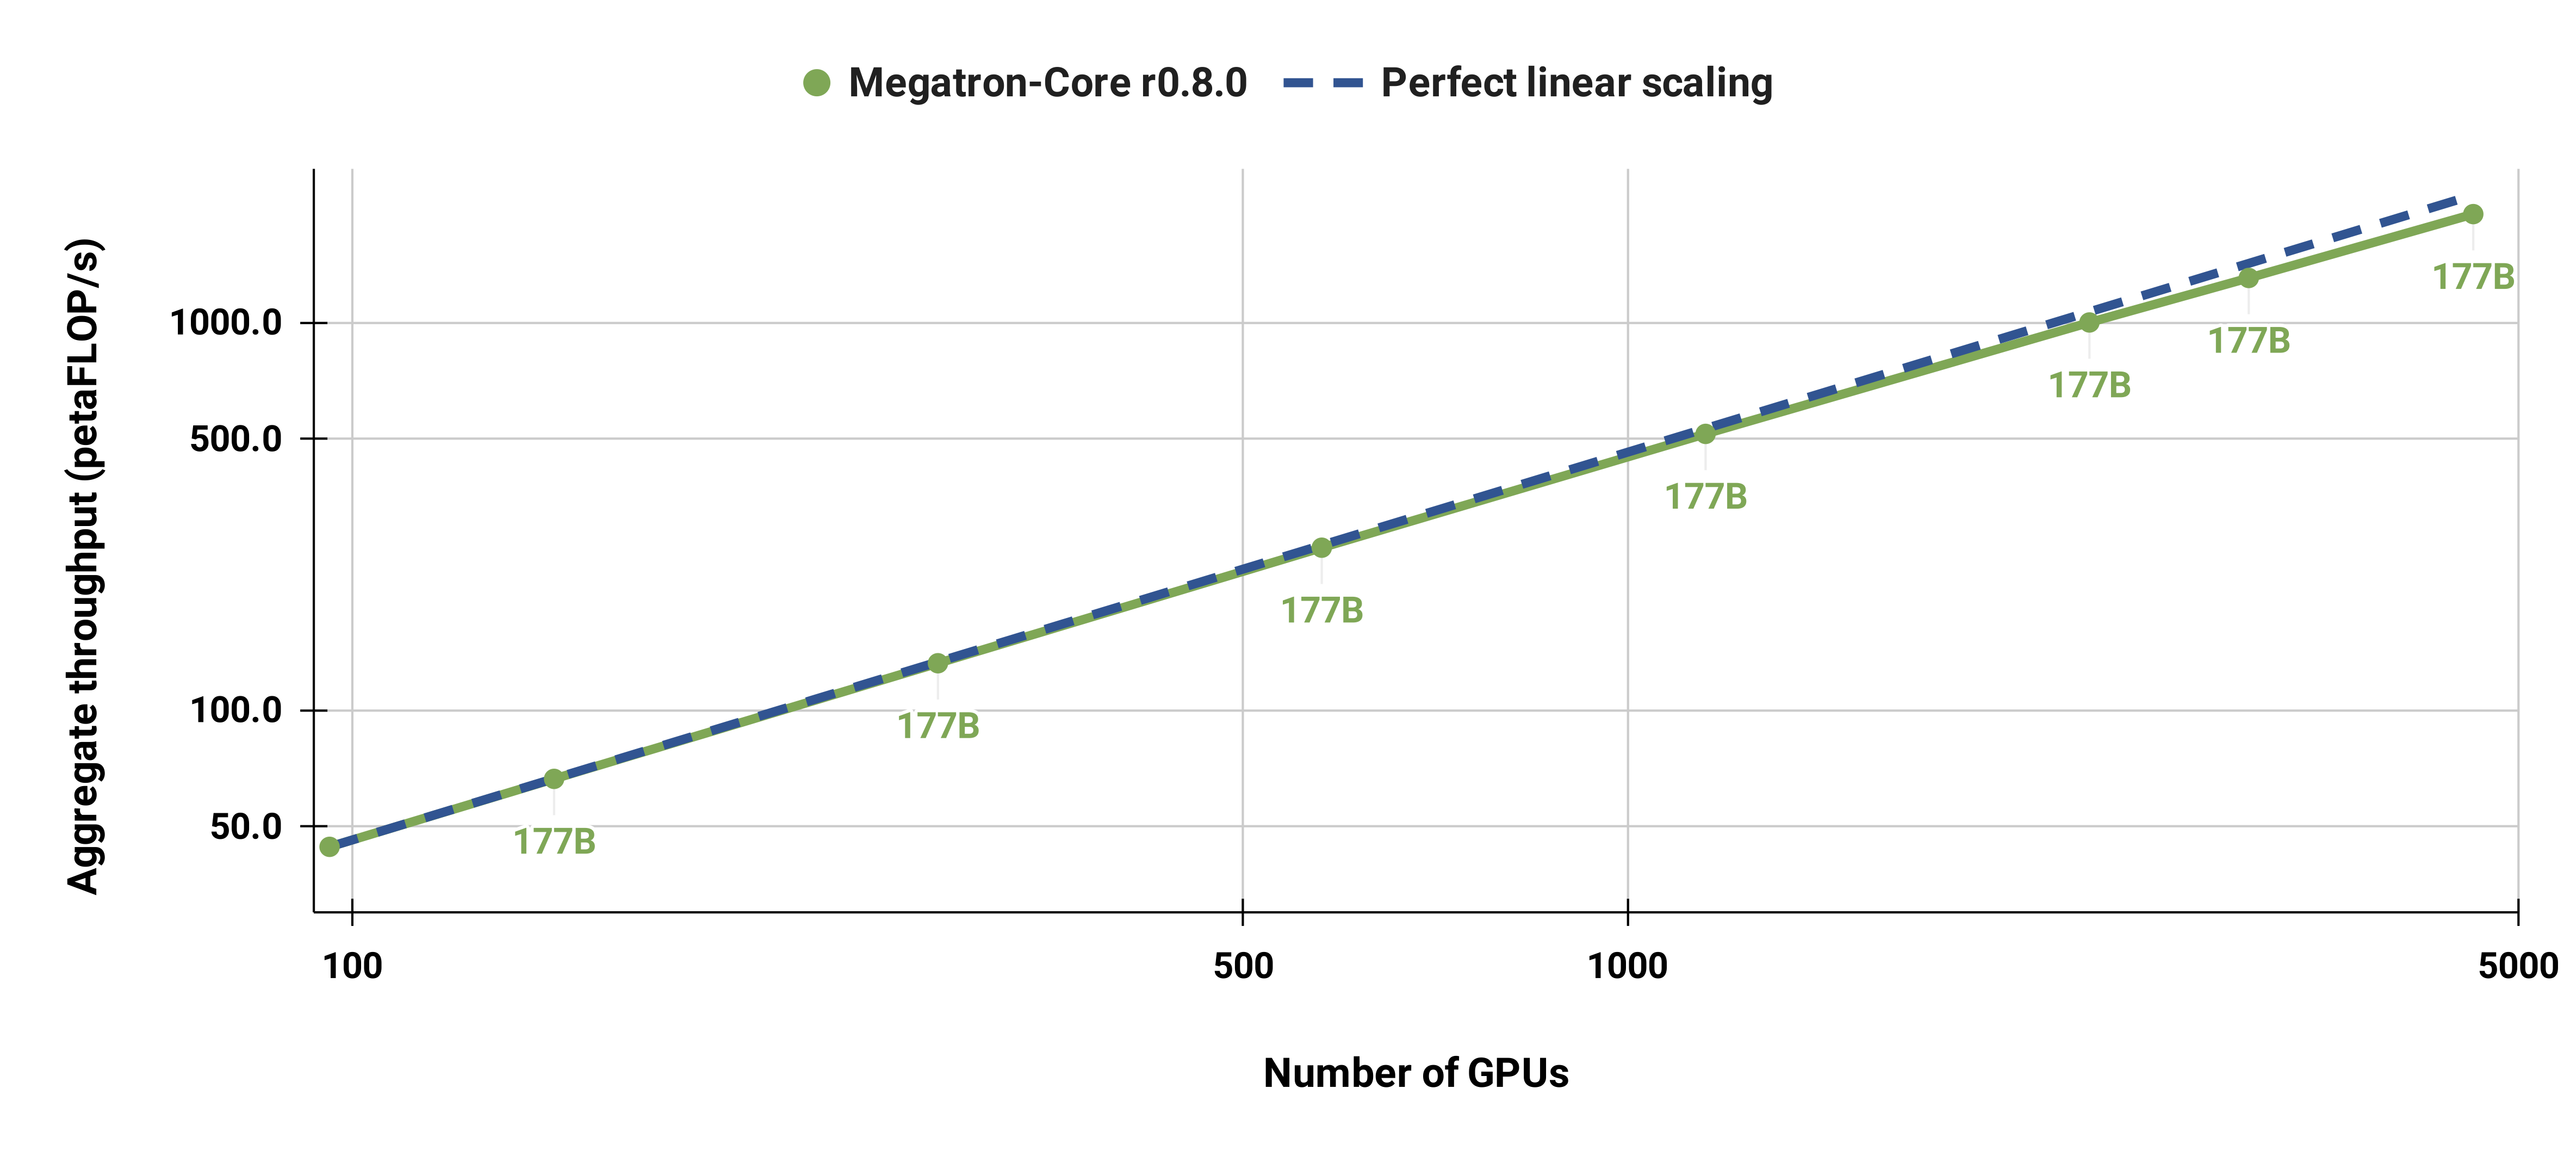 Megatron-Core r0.8.0
Perfect linear scaling
Aggregate throughput (petaFLOP/s)
1000.0
500.0
100.0
50.0
177B
177B
177B
177B
177B
177B
177B
100
500
1000
5000
Number of GPUs